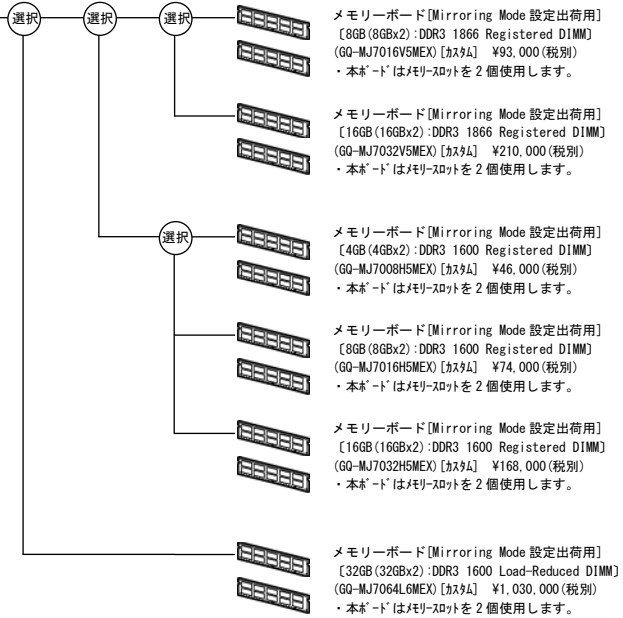 選択 選択 選択
メモリーボード[Mirroring Mode 設定出荷用]
〔8GB(8GBx2):DDR3 1866 Registered DIMM〕
(GQ-MJ7016V5MEX)[ｶｽﾀﾑ] ¥93,000(税別)
・本ﾎﾞｰﾄﾞはﾒﾓﾘｰｽﾛｯﾄを２個使用します。
メモリーボード[Mirroring Mode 設定出荷用]
〔16GB(16GBx2):DDR3 1866 Registered DIMM〕
(GQ-MJ7032V5MEX)[ｶｽﾀﾑ] ¥210,000(税別)
・本ﾎﾞｰﾄﾞはﾒﾓﾘｰｽﾛｯﾄを２個使用します。
選択
メモリーボード[Mirroring Mode 設定出荷用]
〔4GB(4GBx2):DDR3 1600 Registered DIMM〕
(GQ-MJ7008H5MEX)[ｶｽﾀﾑ] ¥46,000(税別)
・本ﾎﾞｰﾄﾞはﾒﾓﾘｰｽﾛｯﾄを２個使用します。
メモリーボード[Mirroring Mode 設定出荷用]
〔8GB(8GBx2):DDR3 1600 Registered DIMM〕
(GQ-MJ7016H5MEX)[ｶｽﾀﾑ] ¥74,000(税別)
・本ﾎﾞｰﾄﾞはﾒﾓﾘｰｽﾛｯﾄを２個使用します。
メモリーボード[Mirroring Mode 設定出荷用]
〔16GB(16GBx2):DDR3 1600 Registered DIMM〕
(GQ-MJ7032H5MEX)[ｶｽﾀﾑ] ¥168,000(税別)
・本ﾎﾞｰﾄﾞはﾒﾓﾘｰｽﾛｯﾄを２個使用します。
メモリーボード[Mirroring Mode 設定出荷用]
〔32GB(32GBx2):DDR3 1600 Load-Reduced DIMM〕
(GQ-MJ7064L6MEX)[ｶｽﾀﾑ] ¥1,030,000(税別)
・本ﾎﾞｰﾄﾞはﾒﾓﾘｰｽﾛｯﾄを２個使用します。